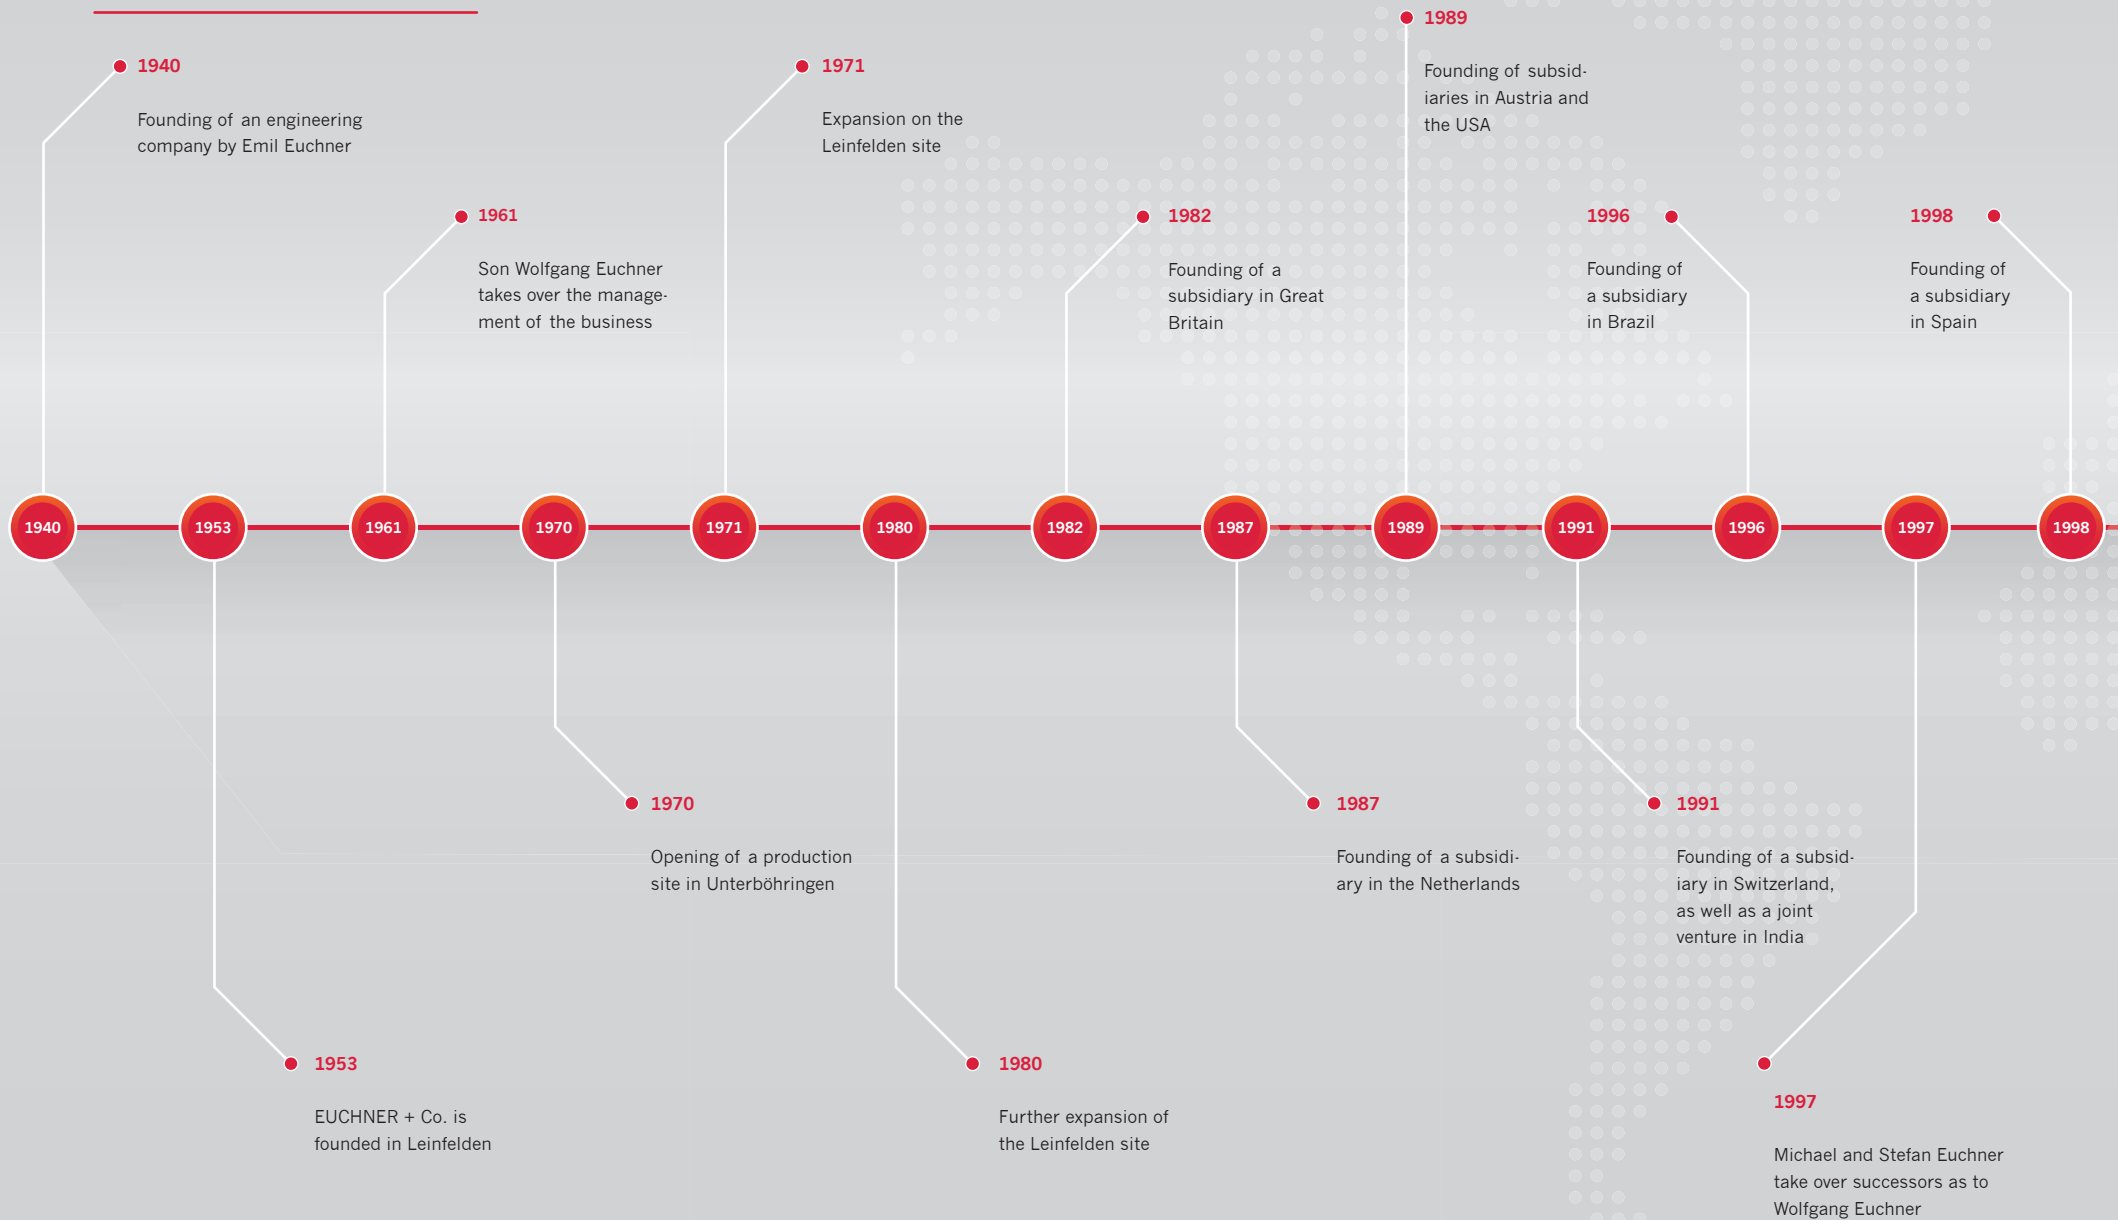 1989
1940
Founding of an engineering
company by Emil Euchner
1971
Expansion on the
Leinfelden site
Founding of subsid-
iaries in Austria and
the USA
1961
Son Wolfgang Euchner
takes over the manage-
ment of the business
1982
Founding of a
subsidiary in Great
Britain
1996
Founding of
a subsidiary
in Brazil
1998
Founding of
a subsidiary
in Spain
1940
1953
1961
1970
1971
1980
1982
1987
1989
1991
1996
1997
1998
1970
Opening of a production
site in Unterböhringen
1987
Founding of a subsidi-
ary in the Netherlands
1991
Founding of a subsid-
iary in Switzerland,
as well as a joint
venture in India
1953
EUCHNER + Co. is
founded in Leinfelden
1980
Further expansion of
the Leinfelden site
1997
Michael and Stefan Euchner
take over successors as to
Wolfgang Euchner